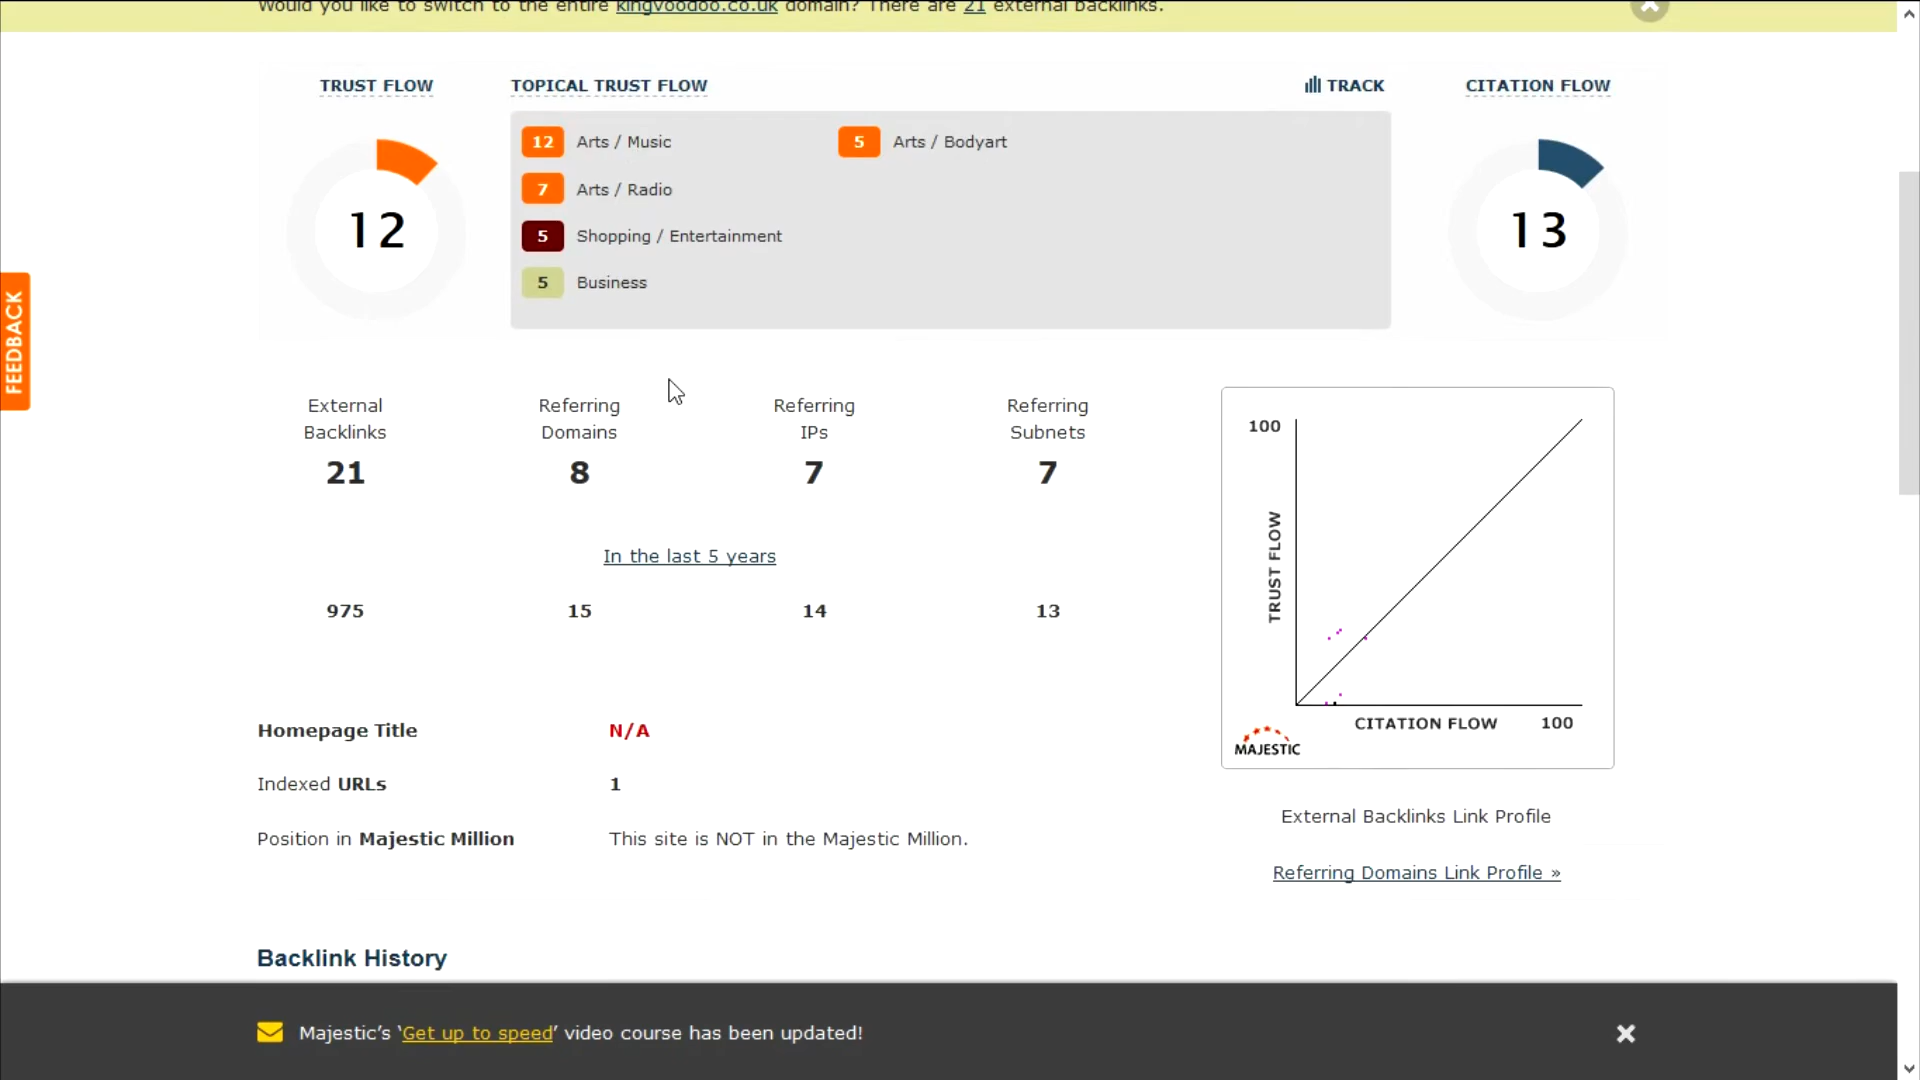 Would you like to switch to the entire kingvoodoo.co.uk domain? There are 21 external backlinks.
TRUST FLOW
TOPICAL TRUST FLOW
TRACK
CITATION FLOW
12
12 Arts / Music
5 Arts / Bodyart
7 Arts / Radio
5 Shopping / Entertainment
5 Business
13
FEEDBACK
External
Backlinks
21
Referring
Domains
8
Referring
IPs
7
Referring
Subnets
7
In the last 5 years
975
15
14
13
100
TRUST FLOW
CITATION FLOW
100
MAJESTIC
Homepage Title
N/A
Indexed URLs
1
Position in Majestic Million
This site is NOT in the Majestic Million.
External Backlinks Link Profile
Referring Domains Link Profile »
Backlink History
Majestic’s ‘Get up to speed’ video course has been updated!